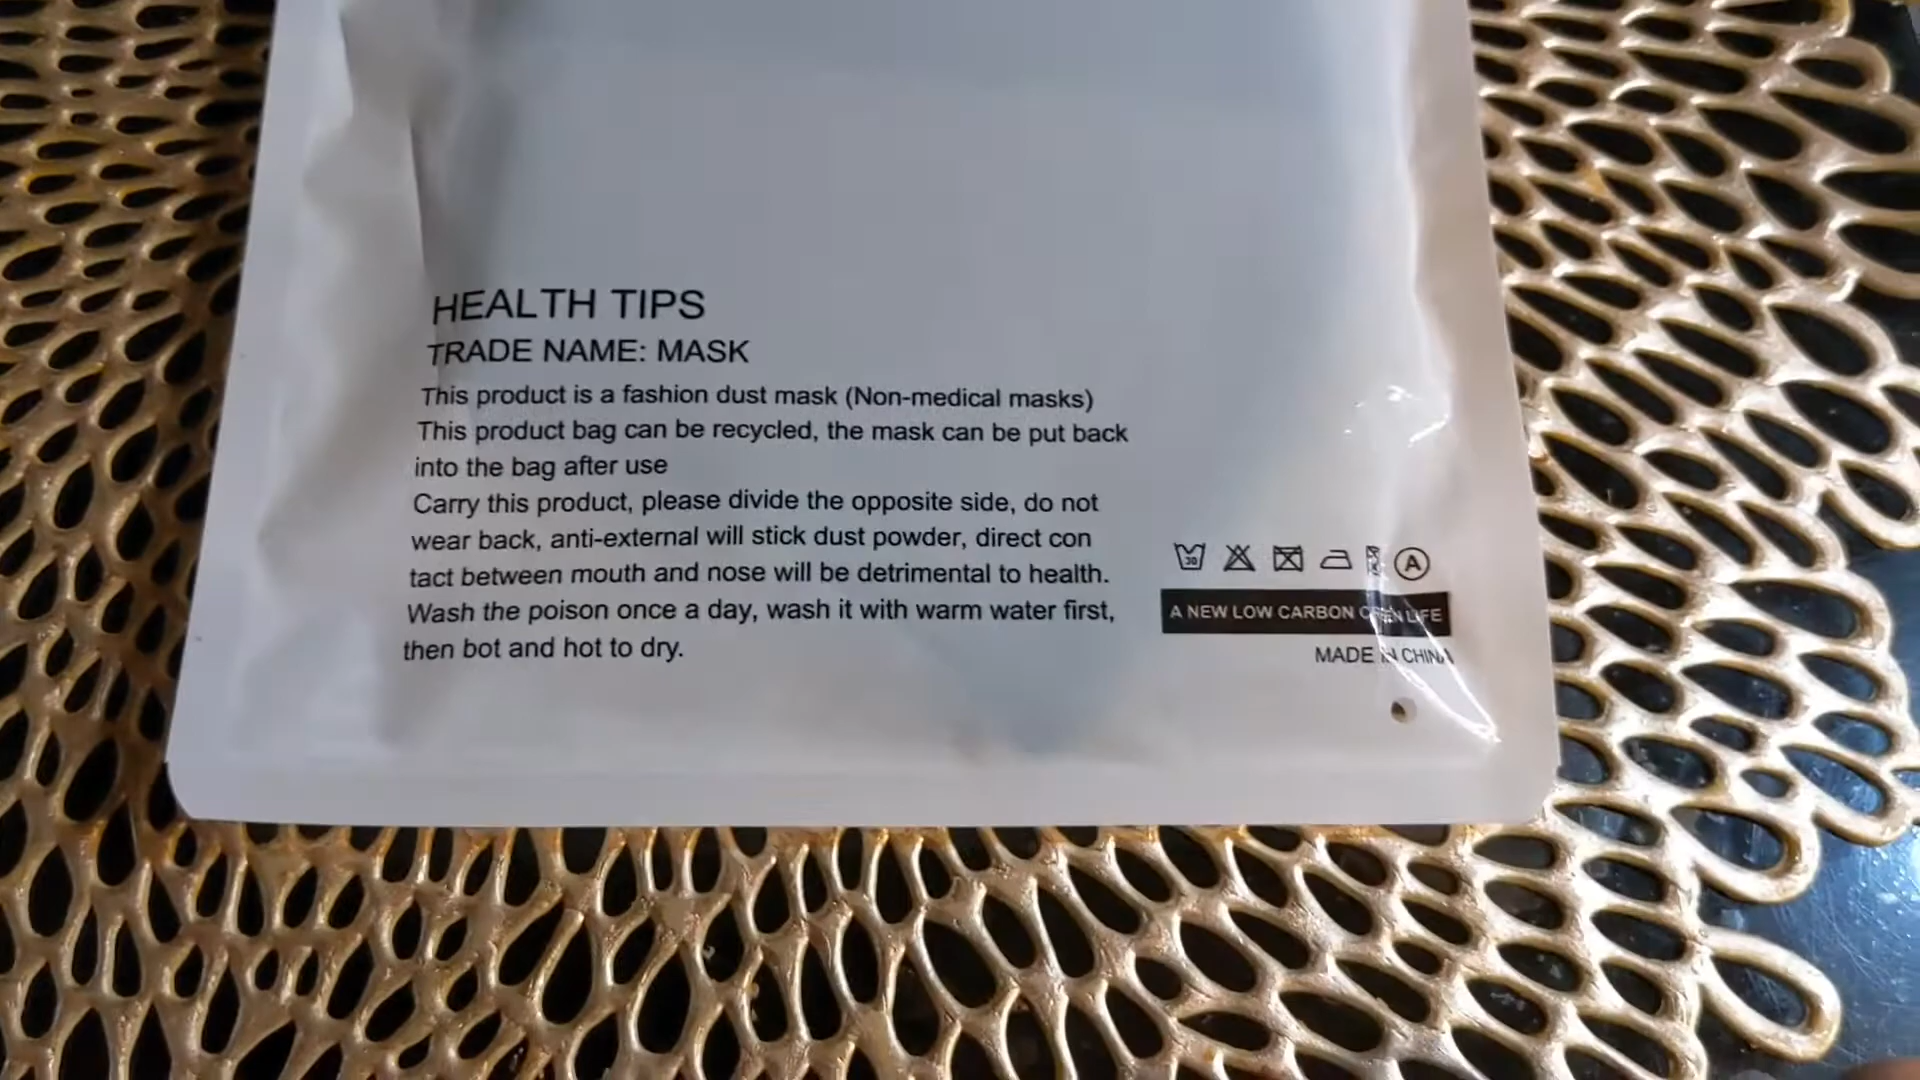 HEALTH TIPS
TRADE NAME: MASK
This product is a fashion dust mask (Non-medical masks)
This product bag can be recycled, the mask can be put back
into the bag after use
Carry this product, please divide the opposite side, do not
wear back, anti-external will stick dust powder, direct con
tact between mouth and nose will be detrimental to health.
Wash the poison once a day, wash it with warm water first,
then bot and hot to dry.
30
A
A NEW LOW CARBON LIFE
MADE IN CHINA